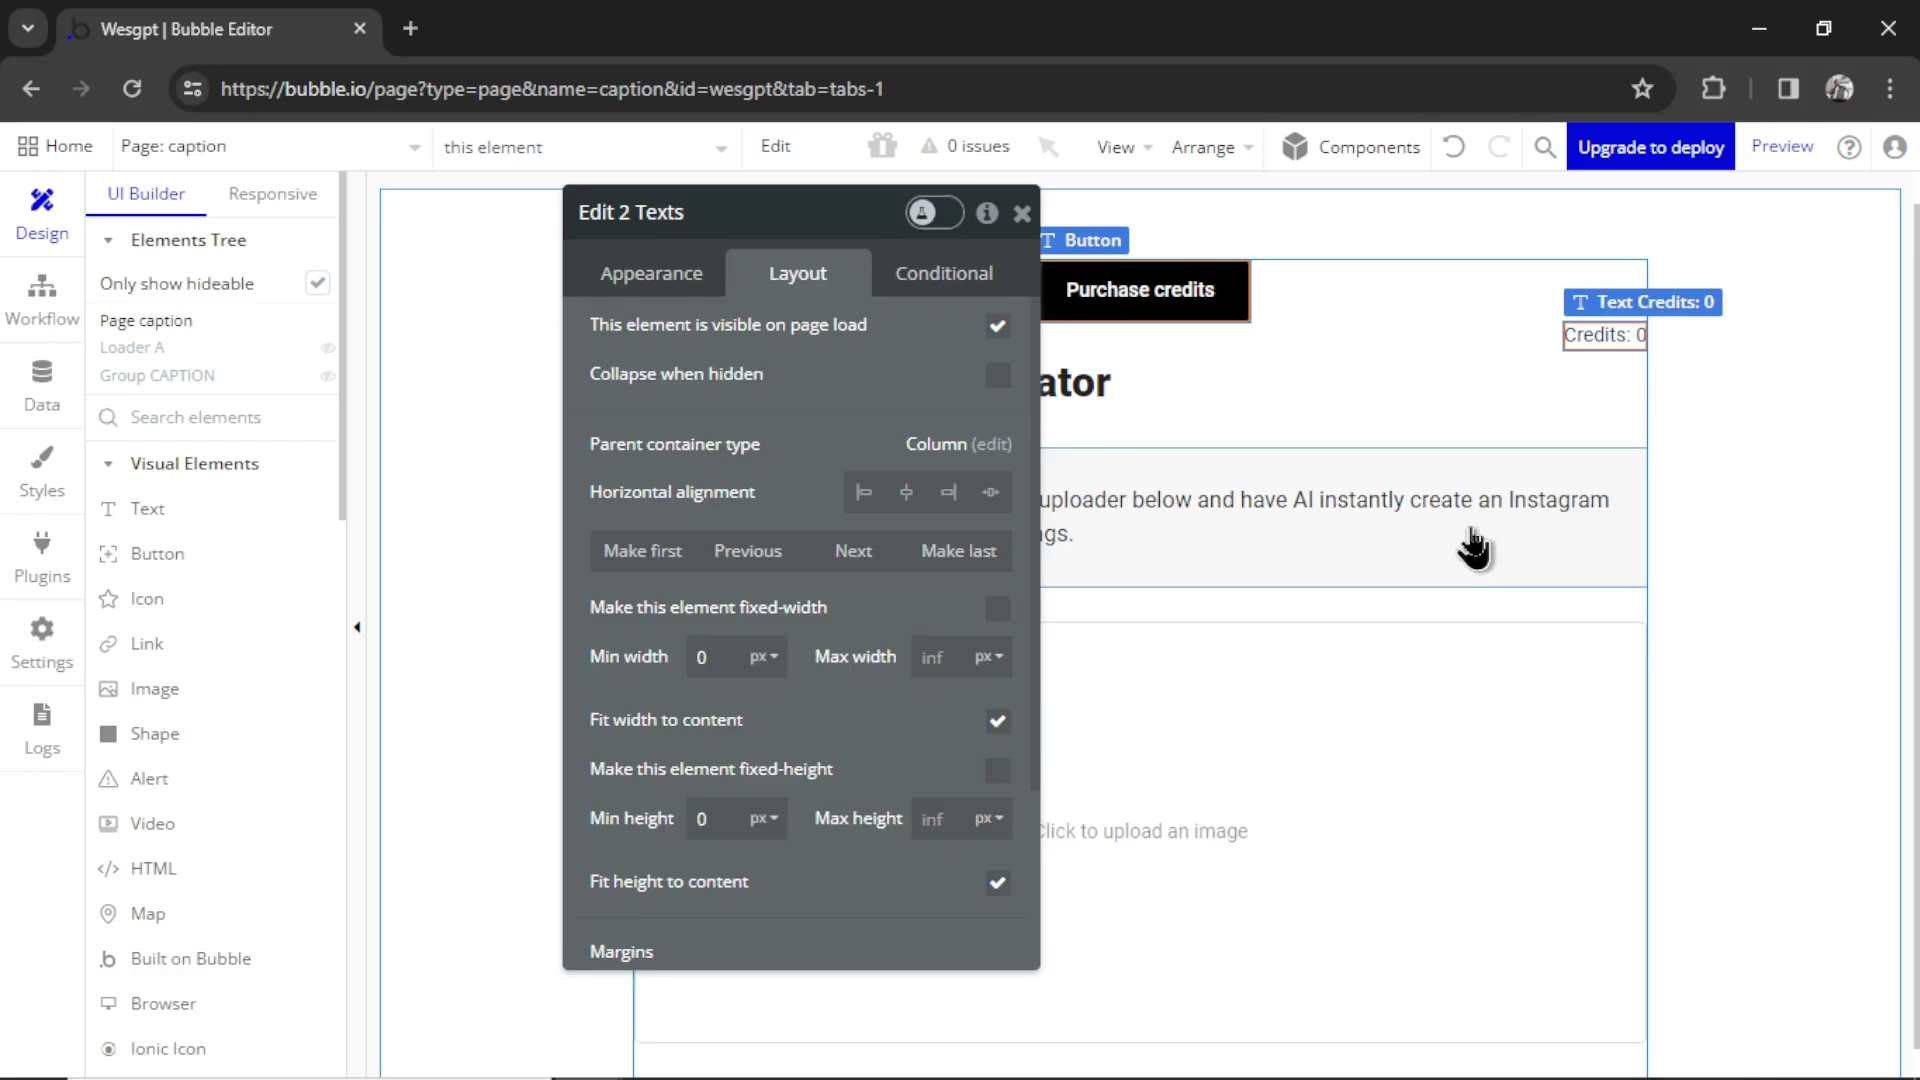 Wesgpt | Bubble Editor
https://bubble.io/page?type=page&name=caption&id=wesgpt&tab=tabs-1
Home
Page: caption
this element
Edit
0 issues
View
Arrange
Components
Upgrade to deploy
Preview
Design
Workflow
Data
Styles
Plugins
Settings
Logs
UI Builder
Responsive
Elements Tree
Only show hideable
Page caption
Loader A
Group CAPTION
Search elements
Visual Elements
Text
Button
Icon
Link
Image
Shape
Alert
Video
HTML
Map
Built on Bubble
Browser
Ionic Icon
Edit 2 Texts
Appearance
Layout
Conditional
This element is visible on page load
Collapse when hidden
Parent container type
Column (edit)
Horizontal alignment
Make first
Previous
Next
Make last
Make this element fixed-width
Min width 0 px
Max width inf px
Fit width to content
Make this element fixed-height
Min height 0 px
Max height inf px
Fit height to content
Margins
T Button
Purchase credits
T Text Credits: 0
Credits: 0
ator
uploader below and have AI instantly create an Instagram
gs.
Click to upload an image